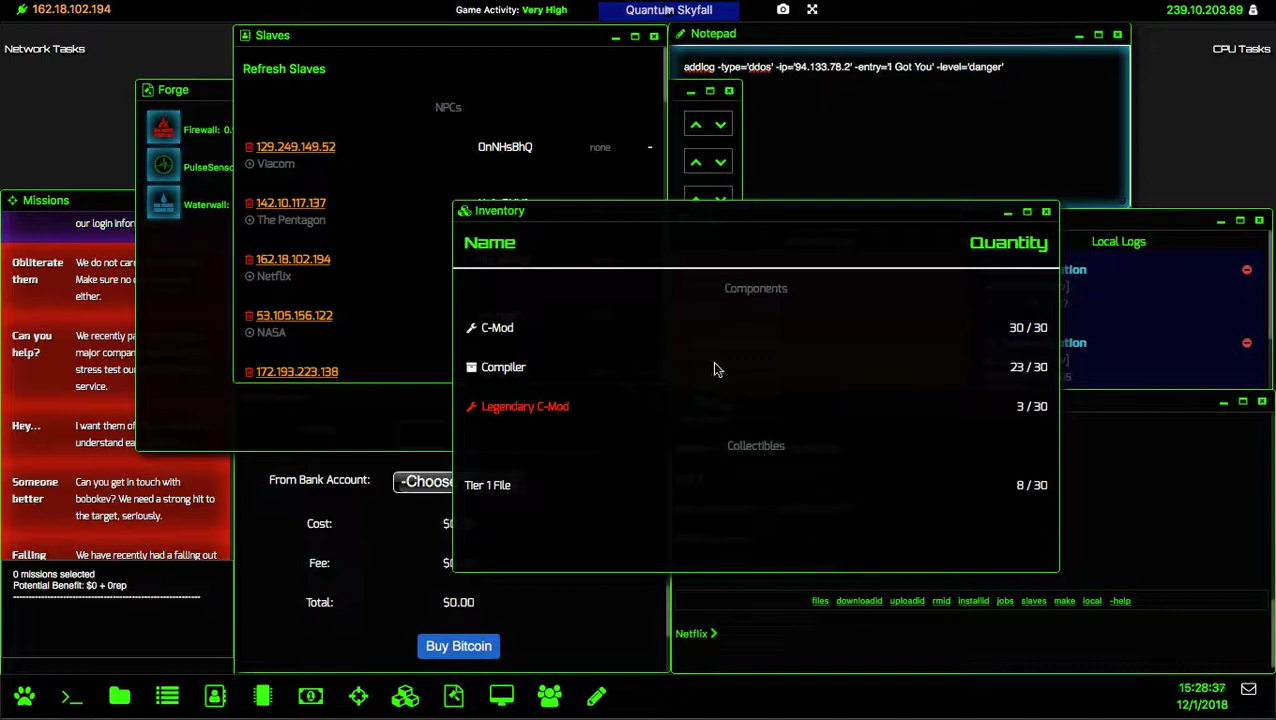 162.18.102.194
Game Activity: Very High
Quantum Skyfall
239.10.203.89
Network Tasks
CPU Tasks
Slaves
Refresh Slaves
NPCs
129.249.149.52
0nNHsBhQ
none
-
Viacom
142.10.117.137
The Pentagon
162.18.102.194
Netflix
53.105.156.122
NASA
172.193.223.138
Notepad
addlog -type='ddos' -ip='94.133.78.2' -entry='I Got You' -level='danger'
Forge
Firewall: 0.
PulseSenso
Waterwall:
Missions
our login inform
Obliterate them
We do not care
Make sure no
either.
Can you help?
We recently p
major compan
stress test our
service.
Hey...
I want them
understand ea
Someone better
Can you get in touch with
bobokev? We need a strong hit to
the target, seriously.
Falling
We have recently had a falling out
0 missions selected
Potential Benefit: $0 + 0rep
Inventory
Name
Quantity
Components
C-Mod
30 / 30
Compiler
23 / 30
Legendary C-Mod
3 / 30
Collectibles
Tier 1 File
8 / 30
Local Logs
From Bank Account:
-Choose
Cost:
Fee:
Total:
$0.00
Buy Bitcoin
files downloadid uploadid rmid installid jobs slaves make local -help
Netflix >
15:28:37
12/1/2018